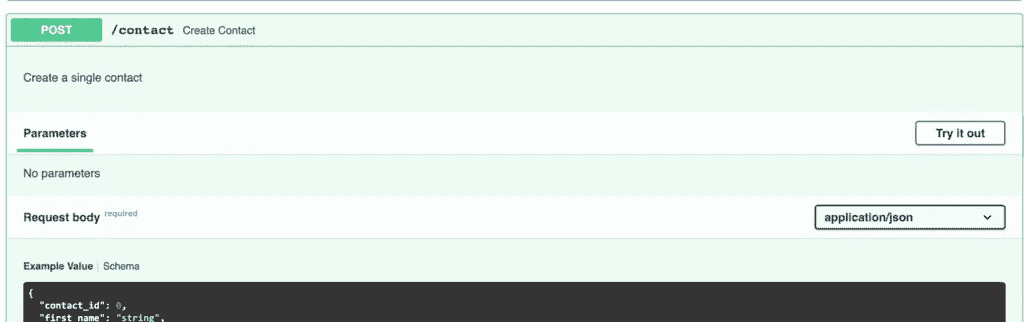 POST /contact Create Contact
Create a single contact
Parameters Try it out
No parameters
Request body required application/json
Example Value | Schema
{
"contact_id": 0,
"first_name": "string",